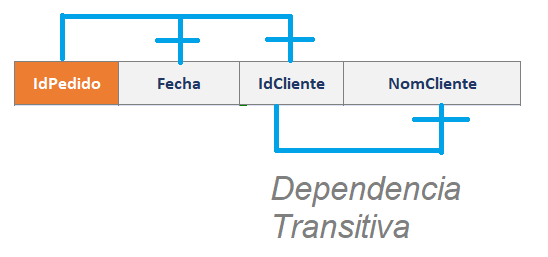 IdPedido Fecha IdCliente NomCliente
Dependencia
Transitiva